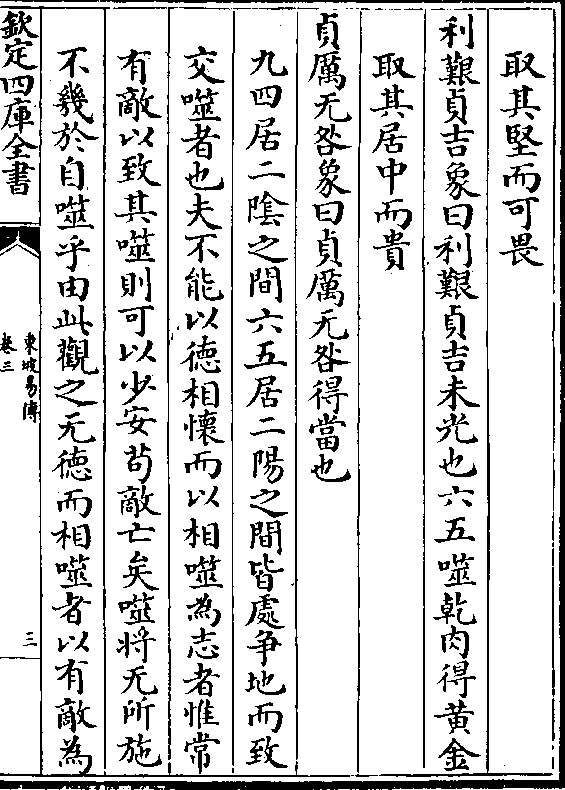 取其堅而可畏
利艱貞吉象曰利艱貞吉未光也六五噬乾肉得黄金
取其居中而貴
貞厲无咎象曰貞厲无咎得當也
九四居二陰之間六五居二陽之間皆處爭地而致
交噬者也夫不能以徳相懷而以相噬為志者惟常
有敵以致其噬則可以少安茍敵亡矣噬将无所施
不幾於自噬乎由此觀之无徳而相噬者以有敵為
欽定四庫全書
東坡易傳
卷三
三